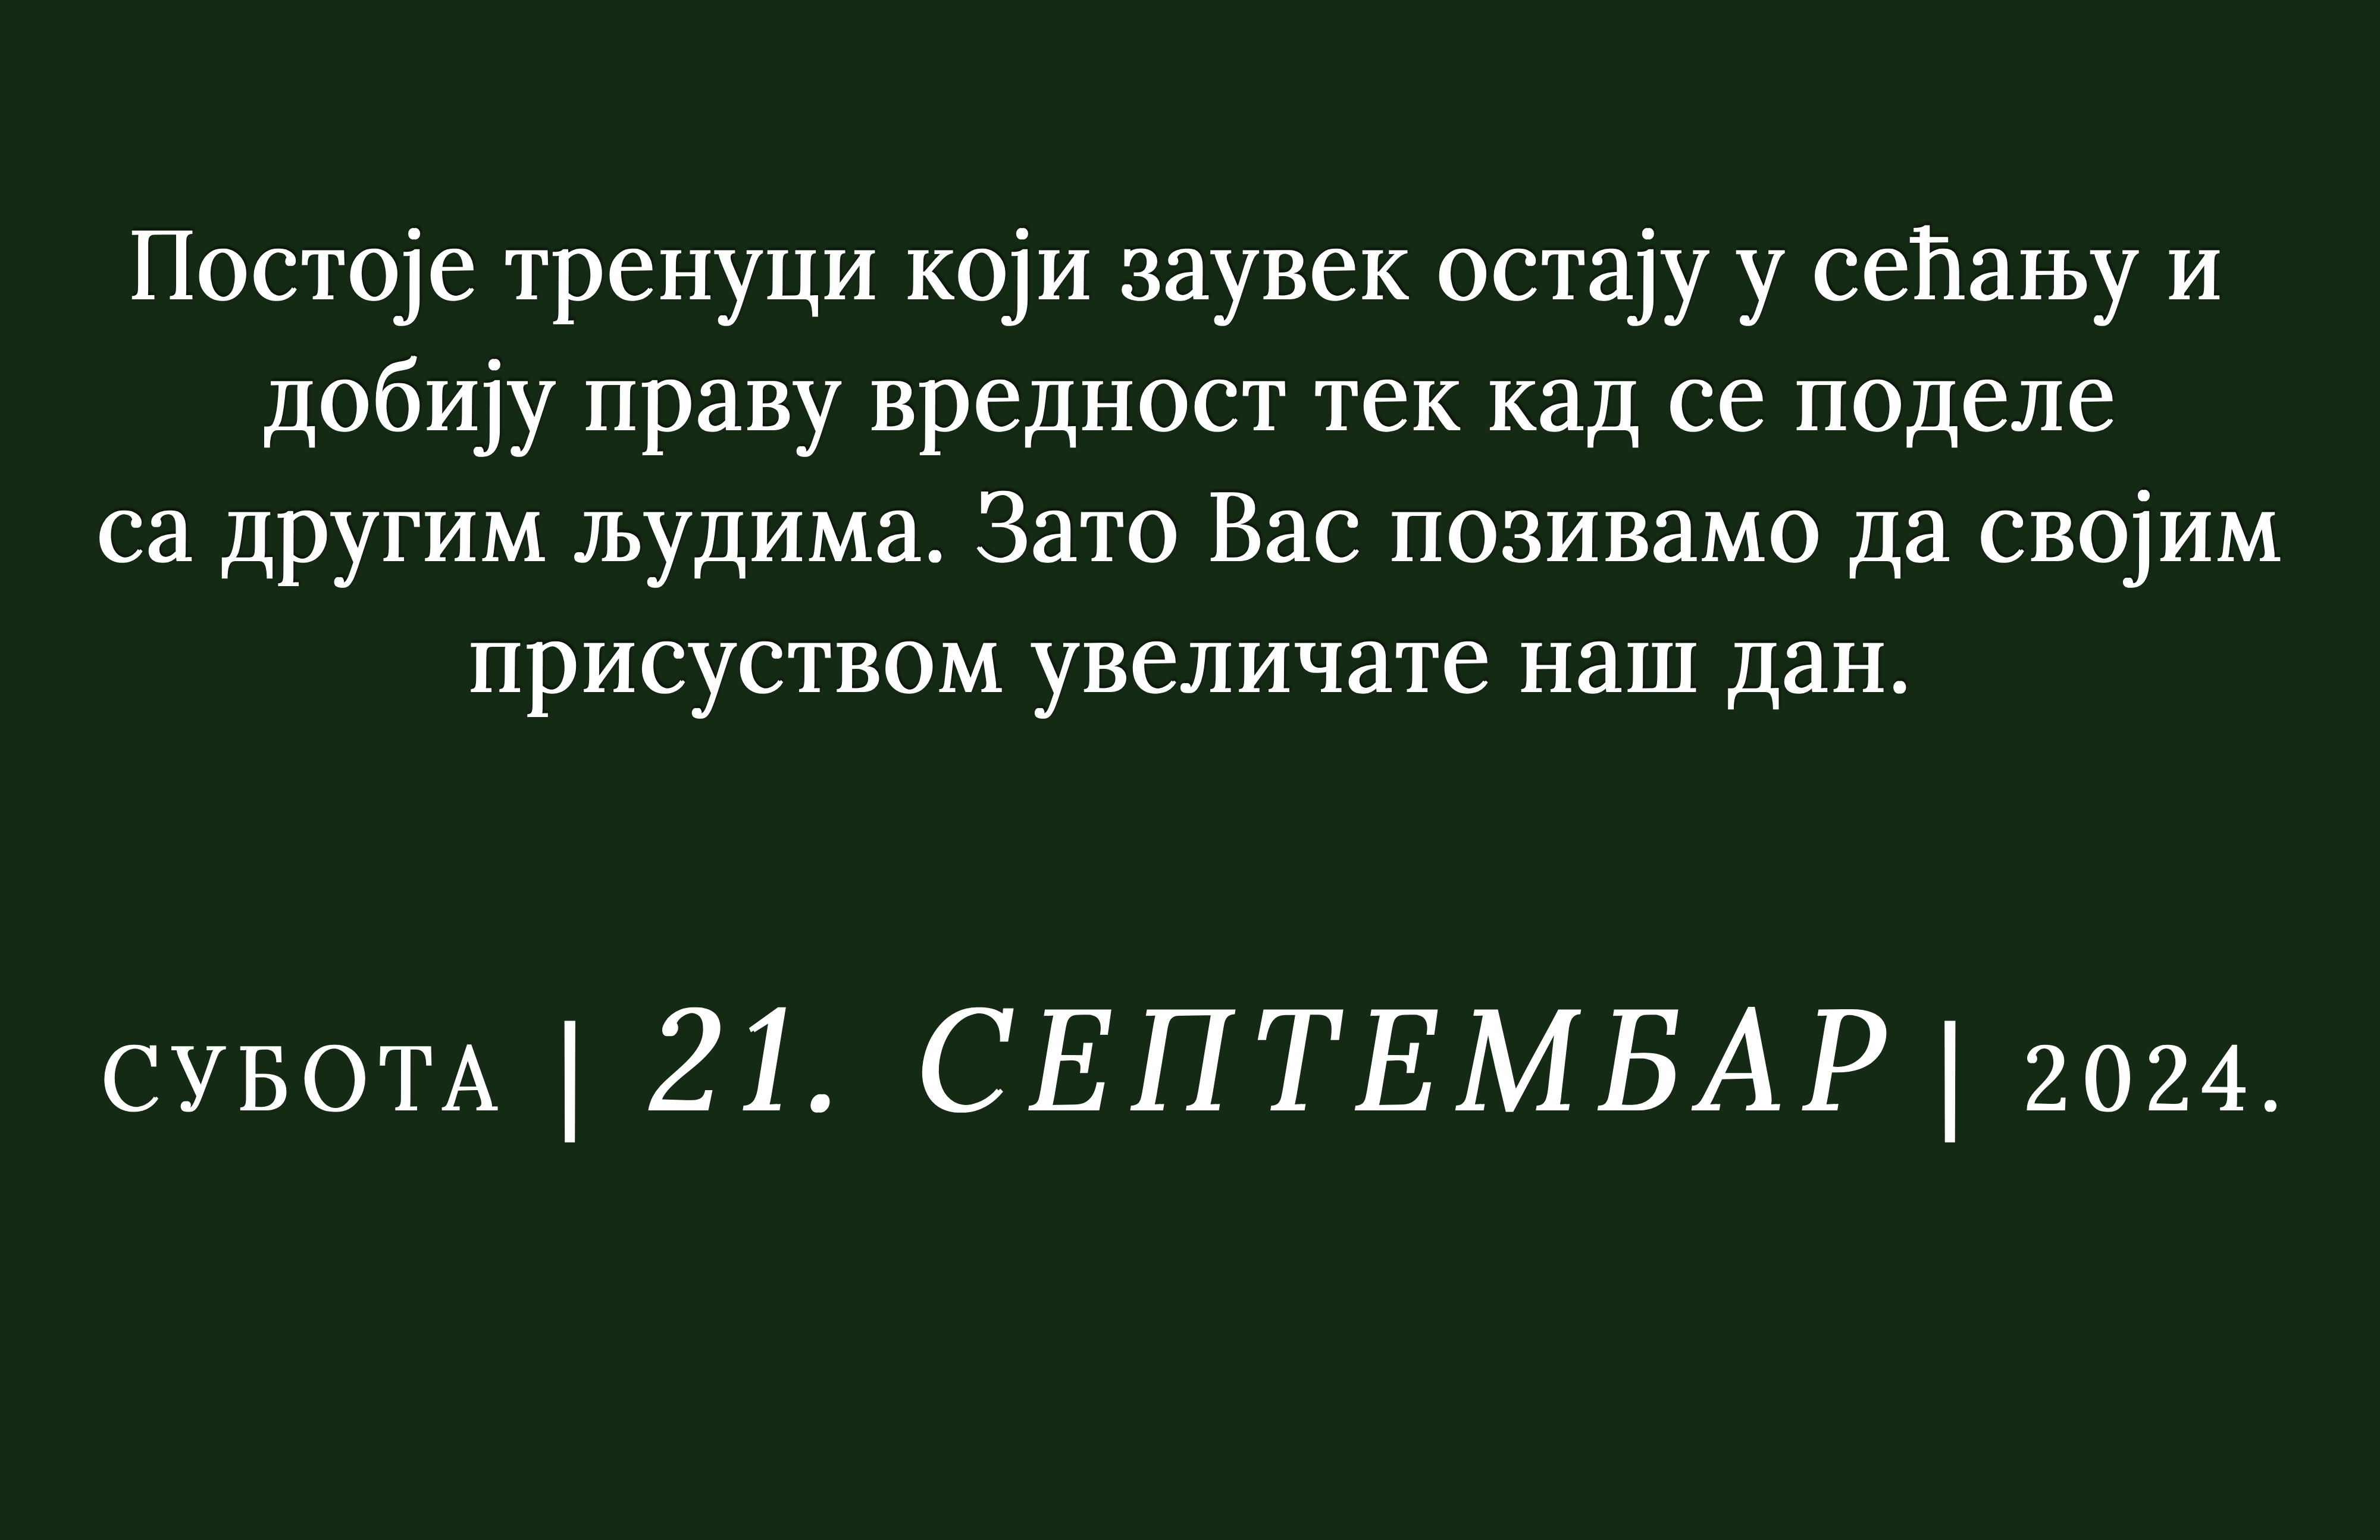 Постоје тренуци који заувек остају у сећању и
добију праву вредност тек кад се поделе
са другим људима. Зато Вас позивамо да својим
присуством увеличате наш дан.
СУБОТА | 21. СЕПТЕМБАР | 2024.